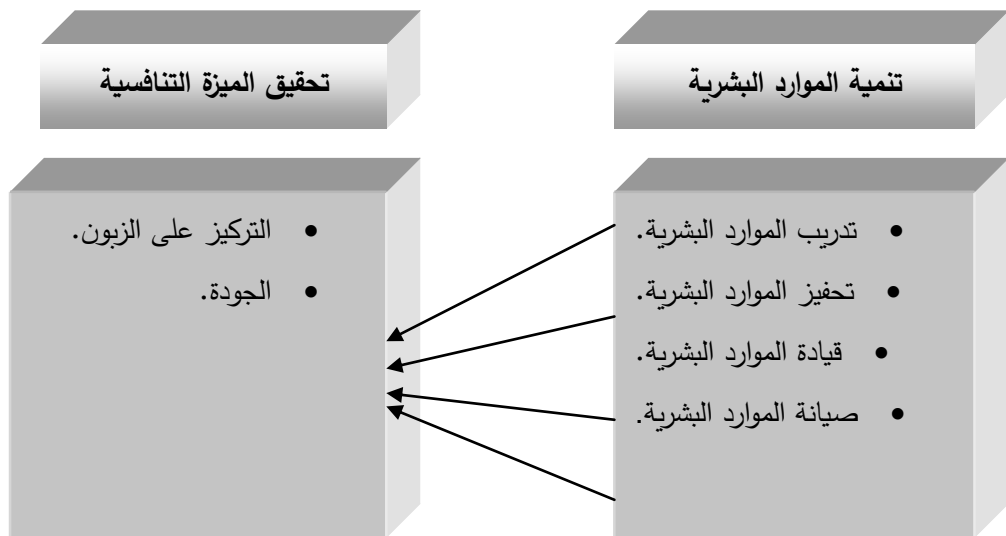 تنمية الموارد البشرية
تحقيق الميزة التنافسية
• تدريب الموارد البشرية.
• تحفيز الموارد البشرية.
• قيادة الموارد البشرية.
• صيانة الموارد البشرية.
• التركيز على الزبون.
• الجودة.